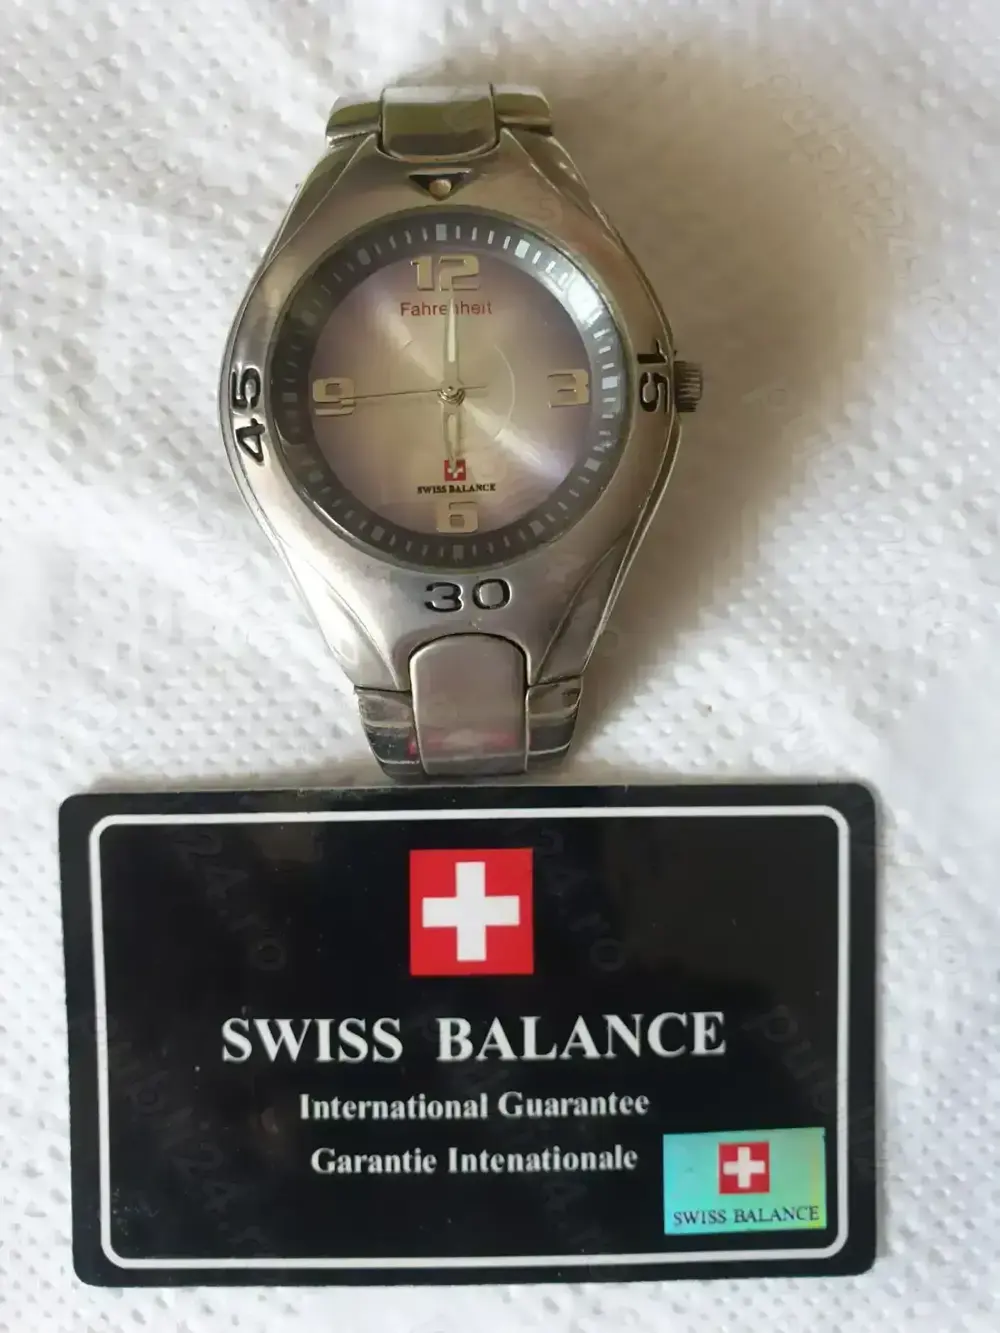 12
Fahrenheit
9
3
45
15
SWISS BALANCE
6
30
SWISS BALANCE
International Guarantee
Garantie Intenationale
SWISS BALANCE